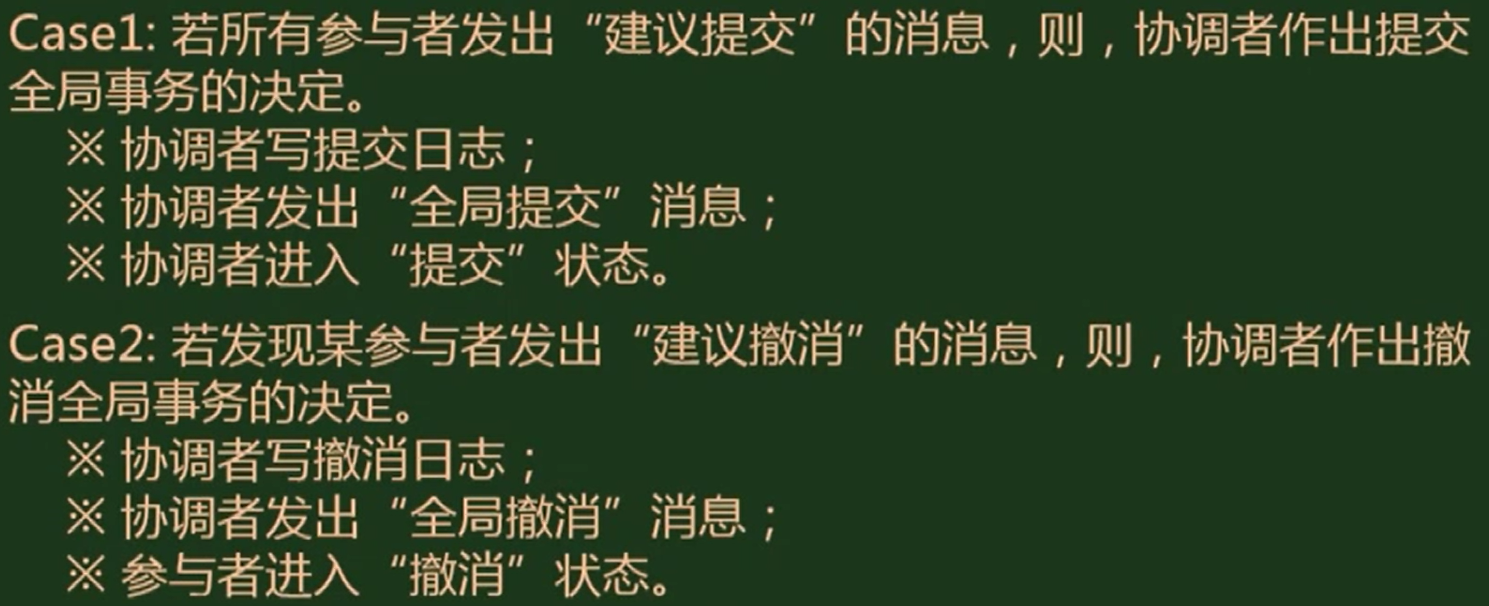 Case1: 若所有参与者发出“建议提交”的消息，则，协调者作出提交
全局事务的决定。
※ 协调者写提交日志；
※ 协调者发出“全局提交”消息；
※ 协调者进入“提交”状态。
Case2: 若发现某参与者发出“建议撤消”的消息，则，协调者作出撤
消全局事务的决定。
※ 协调者写撤消日志；
※ 协调者发出“全局撤消”消息；
※ 参与者进入“撤消”状态。